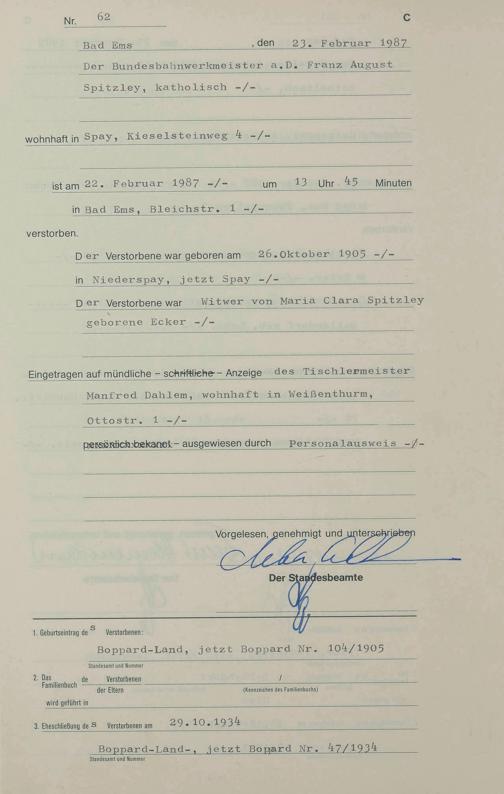 Nr. 62 C
Bad Ems , den 23. Februar 1987
Der Bundesbahnwerkmeister a.D. Franz August
Spitzley, katholisch -/-
wohnhaft in Spay, Kieselsteinweg 4 -/-
ist am 22. Februar 1987 -/- um 13 Uhr 45 Minuten
in Bad Ems, Bleichstr. 1 -/-
verstorben.
Der Verstorbene war geboren am 26.Oktober 1905 -/-
in Niederspay, jetzt Spay -/-
Der Verstorbene war Witwer von Maria Clara Spitzley
geborene Ecker -/-
Eingetragen auf mündliche – schriftliche – Anzeige des Tischlermeister
Manfred Dahlem, wohnhaft in Weißenthurm,
Ottostr. 1 -/-
persönlich bekannt – ausgewiesen durch Personalausweis -/-
Vorgelesen, genehmigt und unterschrieben
Der Standesbeamte
1. Geburtseintrag des Verstorbenen:
Boppard-Land, jetzt Boppard Nr. 104/1905
Standesamt und Nummer
2. Das Familienbuch de Verstorbenen /
der Eltern (Kennzeichen des Familienbuchs)
wird geführt in
3. Eheschließung des Verstorbenen am 29.10.1934
Boppard-Land-, jetzt Bopard Nr. 47/1934
Standesamt und Nummer